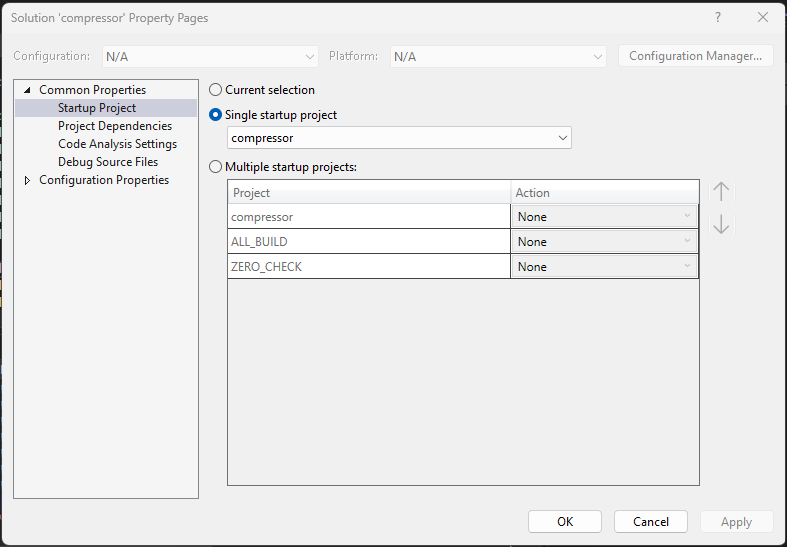 Solution 'compressor' Property Pages
Configuration: N/A Platform: N/A Configuration Manager...
Common Properties
Startup Project
Project Dependencies
Code Analysis Settings
Debug Source Files
Configuration Properties
Current selection
Single startup project
compressor
Multiple startup projects:
Project Action
compressor None
ALL_BUILD None
ZERO_CHECK None
OK Cancel Apply